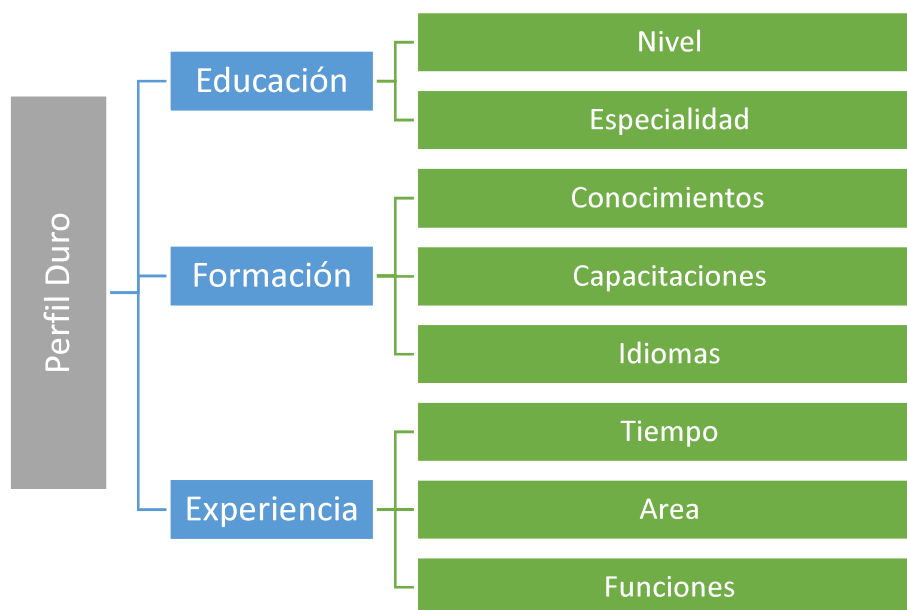 Perfil Duro
Educación
Nivel
Especialidad
Formación
Conocimientos
Capacitaciones
Idiomas
Experiencia
Tiempo
Area
Funciones